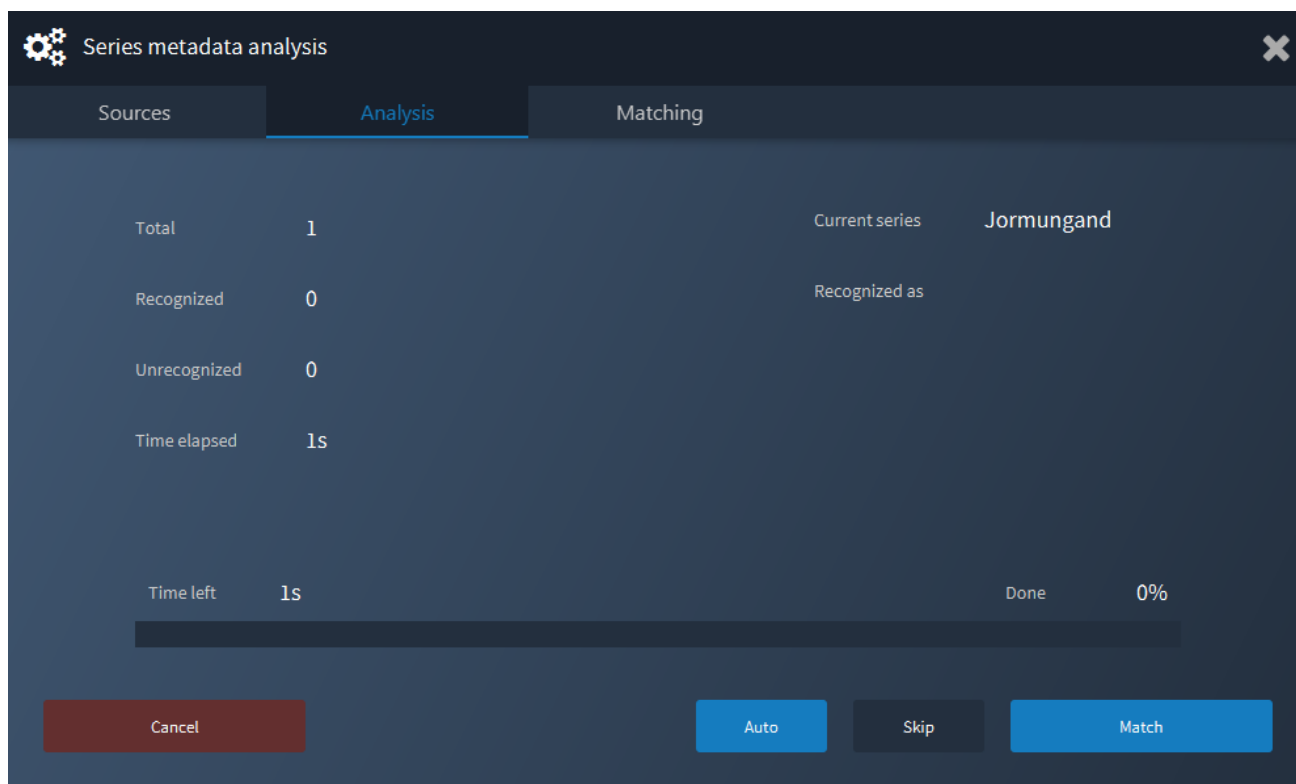 Series metadata analysis
Sources Analysis Matching
Total 1
Current series Jormungand
Recognized 0
Recognized as
Unrecognized 0
Time elapsed 1s
Time left 1s
Done 0%
Cancel Auto Skip Match